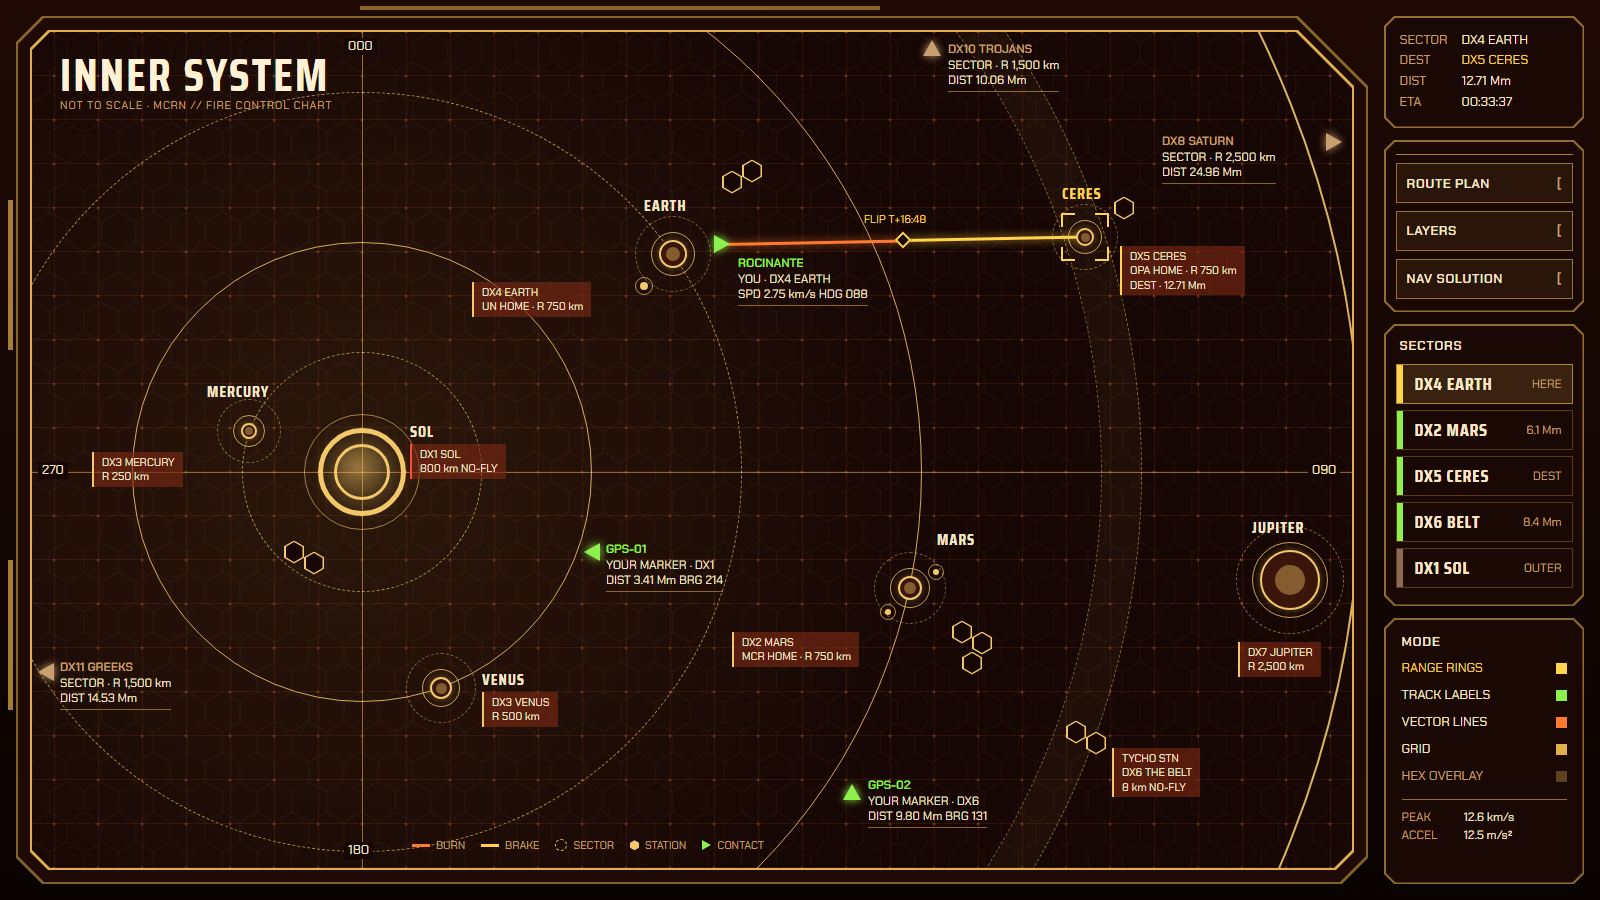 000
INNER SYSTEM
NOT TO SCALE · MCRN // FIRE CONTROL CHART
DX10 TROJANS
SECTOR · R 1,500 km
DIST 10.06 Mm
DX8 SATURN
SECTOR · R 2,500 km
DIST 24.96 Mm
EARTH
CERES
FLIP T+16:48
ROCINANTE
YOU · DX4 EARTH
SPD 2.75 km/s HDG 088
DX5 CERES
OPA HOME · R 750 km
DEST · 12.71 Mm
DX4 EARTH
UN HOME · R 750 km
MERCURY
SOL
DX1 SOL
800 km NO-FLY
DX3 MERCURY
R 250 km
270
090
GPS-01
YOUR MARKER · DX1
DIST 3.41 Mm BRG 214
MARS
JUPITER
DX2 MARS
MCR HOME · R 750 km
DX7 JUPITER
R 2,500 km
DX11 GREEKS
SECTOR · R 1,500 km
DIST 14.53 Mm
VENUS
DX3 VENUS
R 500 km
TYCHO STN
DX6 THE BELT
8 km NO-FLY
GPS-02
YOUR MARKER · DX6
DIST 9.80 Mm BRG 131
180
BURN
BRAKE
SECTOR
STATION
CONTACT
SECTOR DX4 EARTH
DEST DX5 CERES
DIST 12.71 Mm
ETA 00:33:37
ROUTE PLAN [
LAYERS [
NAV SOLUTION [
SECTORS
DX4 EARTH HERE
DX2 MARS 6.1 Mm
DX5 CERES DEST
DX6 BELT 8.4 Mm
DX1 SOL OUTER
MODE
RANGE RINGS
TRACK LABELS
VECTOR LINES
GRID
HEX OVERLAY
PEAK 12.6 km/s
ACCEL 12.5 m/s²